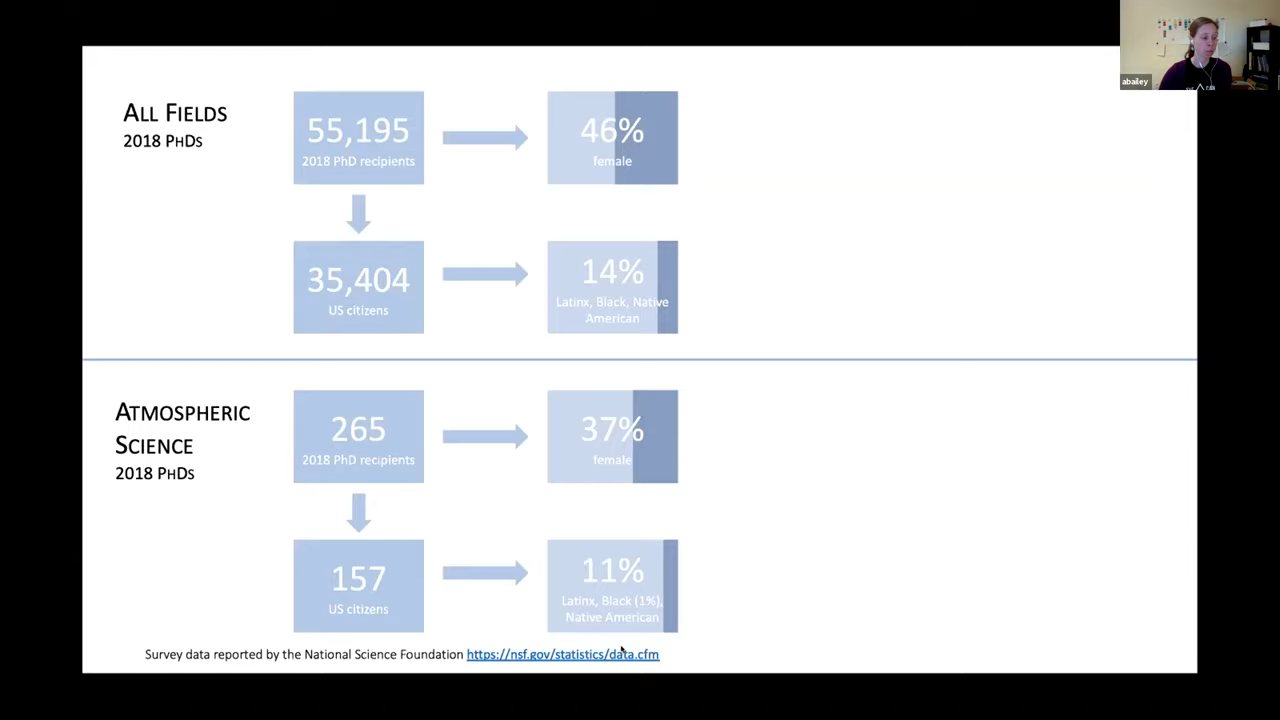 abailey
ALL FIELDS
2018 PHDS
55,195
2018 PhD recipients
46%
female
35,404
US citizens
14%
Latinx, Black, Native
American
ATMOSPHERIC
SCIENCE
2018 PHDS
265
2018 PhD recipients
37%
female
157
US citizens
11%
Latinx, Black (1%),
Native American
Survey data reported by the National Science Foundation https://nsf.gov/statistics/data.cfm